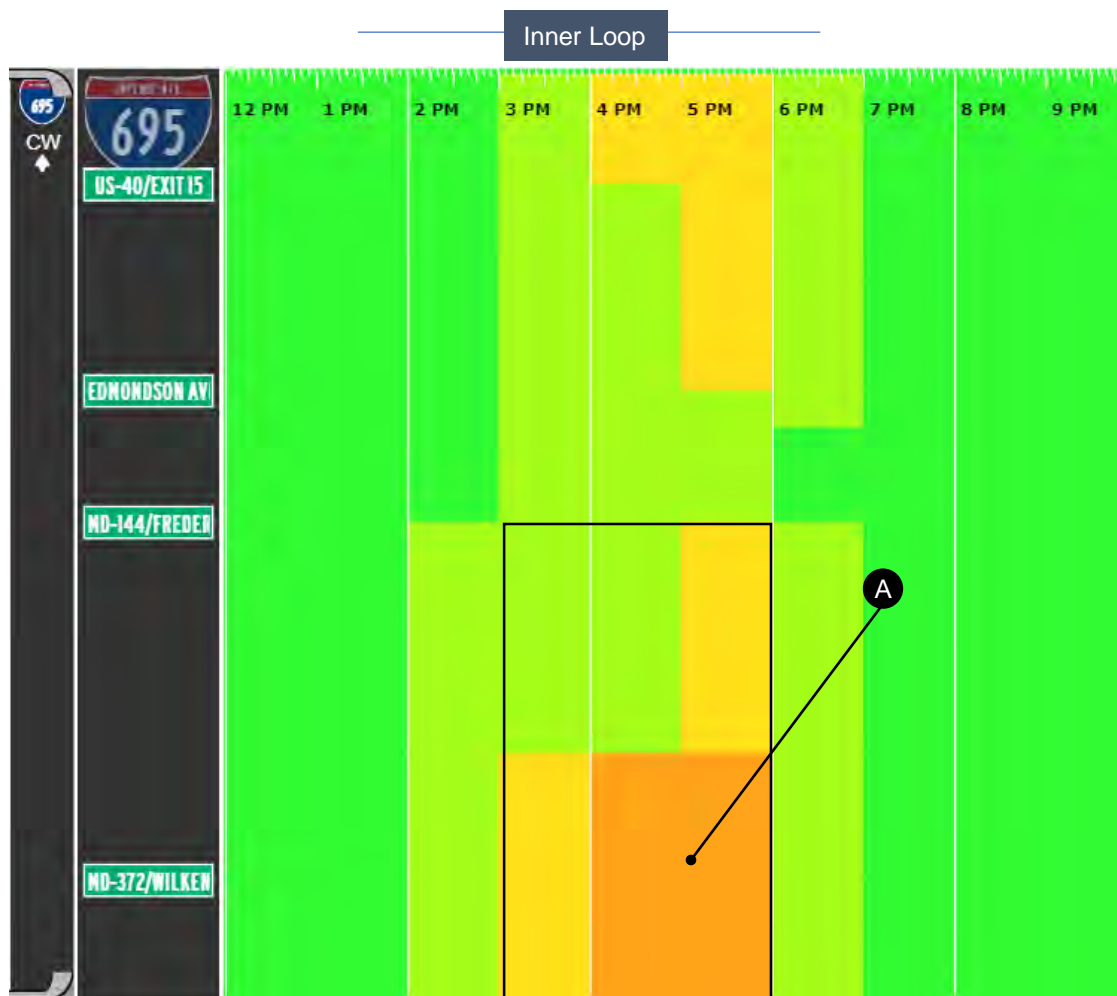 Inner Loop
695
CW
695
12 PM 1 PM 2 PM 3 PM 4 PM 5 PM 6 PM 7 PM 8 PM 9 PM
US-40/EXIT 15
EDMONDSON AV
MD-144/FREDER
A
MD-372/WILKEN